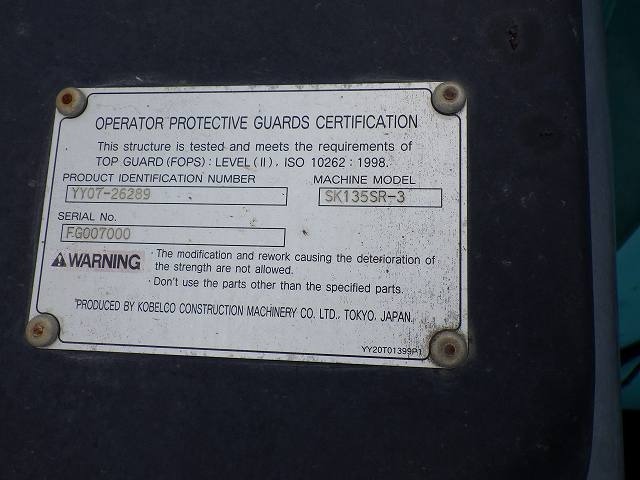 OPERATOR PROTECTIVE GUARDS CERTIFICATION
This structure is tested and meets the requirements of
TOP GUARD (FOPS) : LEVEL (II), ISO 10262 : 1998.
PRODUCT IDENTIFICATION NUMBER
MACHINE MODEL
YY07-26289
SK135SR-3
SERIAL No.
FG007000
WARNING
· The modification and rework causing the deterioration of
the strength are not allowed.
· Don't use the parts other than the specified parts.
PRODUCED BY KOBELCO CONSTRUCTION MACHINERY CO. LTD., TOKYO, JAPAN.
YY20T01399P1